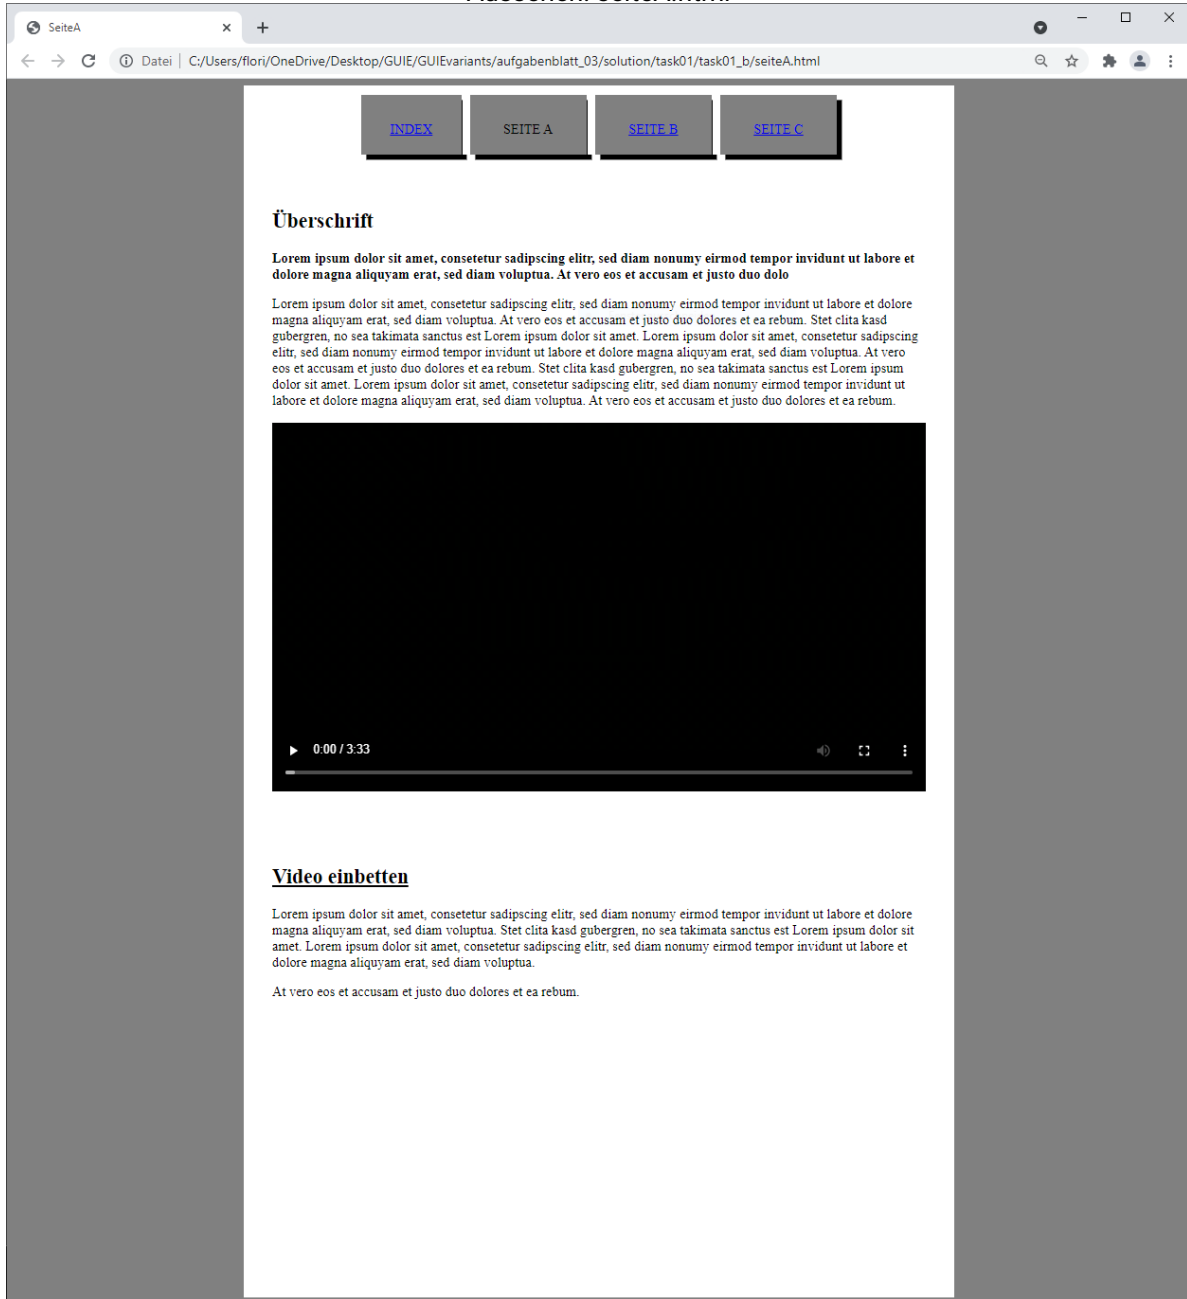 Aussehen: seiteA.html
SeiteA
Datei C:/Users/flori/OneDrive/Desktop/GUIE/GUIEvariants/aufgabenblatt_03/solution/task01/task01_b/seiteA.html
INDEX SEITE A SEITE B SEITE C
Überschrift
Lorem ipsum dolor sit amet, consetetur sadipscing elitr, sed diam nonumy eirmod tempor invidunt ut labore et
dolore magna aliquyam erat, sed diam voluptua. At vero eos et accusam et justo duo dolo
Lorem ipsum dolor sit amet, consetetur sadipscing elitr, sed diam nonumy eirmod tempor invidunt ut labore et dolore
magna aliquyam erat, sed diam voluptua. At vero eos et accusam et justo duo dolores et ea rebum. Stet clita kasd
gubergren, no sea takimata sanctus est Lorem ipsum dolor sit amet. Lorem ipsum dolor sit amet, consetetur sadipscing
elitr, sed diam nonumy eirmod tempor invidunt ut labore et dolore magna aliquyam erat, sed diam voluptua. At vero
eos et accusam et justo duo dolores et ea rebum. Stet clita kasd gubergren, no sea takimata sanctus est Lorem ipsum
dolor sit amet. Lorem ipsum dolor sit amet, consetetur sadipscing elitr, sed diam nonumy eirmod tempor invidunt ut
labore et dolore magna aliquyam erat, sed diam voluptua. At vero eos et accusam et justo duo dolores et ea rebum.
0:00 / 3:33
Video einbetten
Lorem ipsum dolor sit amet, consetetur sadipscing elitr, sed diam nonumy eirmod tempor invidunt ut labore et dolore
magna aliquyam erat, sed diam voluptua. Stet clita kasd gubergren, no sea takimata sanctus est Lorem ipsum dolor sit
amet. Lorem ipsum dolor sit amet, consetetur sadipscing elitr, sed diam nonumy eirmod tempor invidunt ut labore et
dolore magna aliquyam erat, sed diam voluptua.
At vero eos et accusam et justo duo dolores et ea rebum.